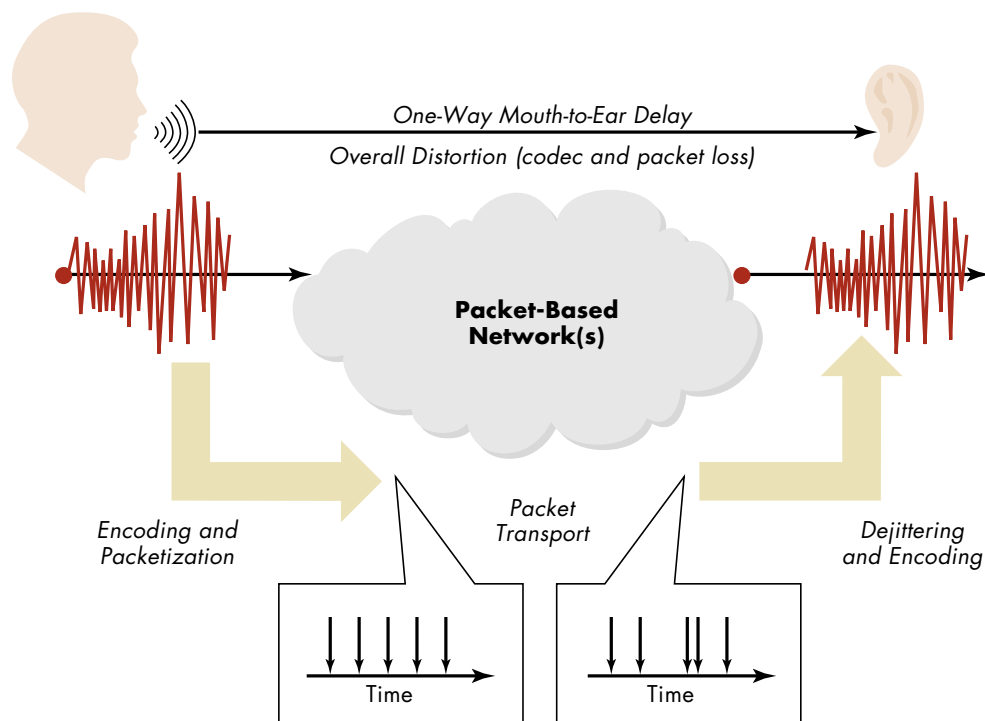 One-Way Mouth-to-Ear Delay
Overall Distortion (codec and packet loss)
Packet-Based
Network(s)
Encoding and
Packetization
Packet
Transport
Dejittering
and Encoding
Time
Time